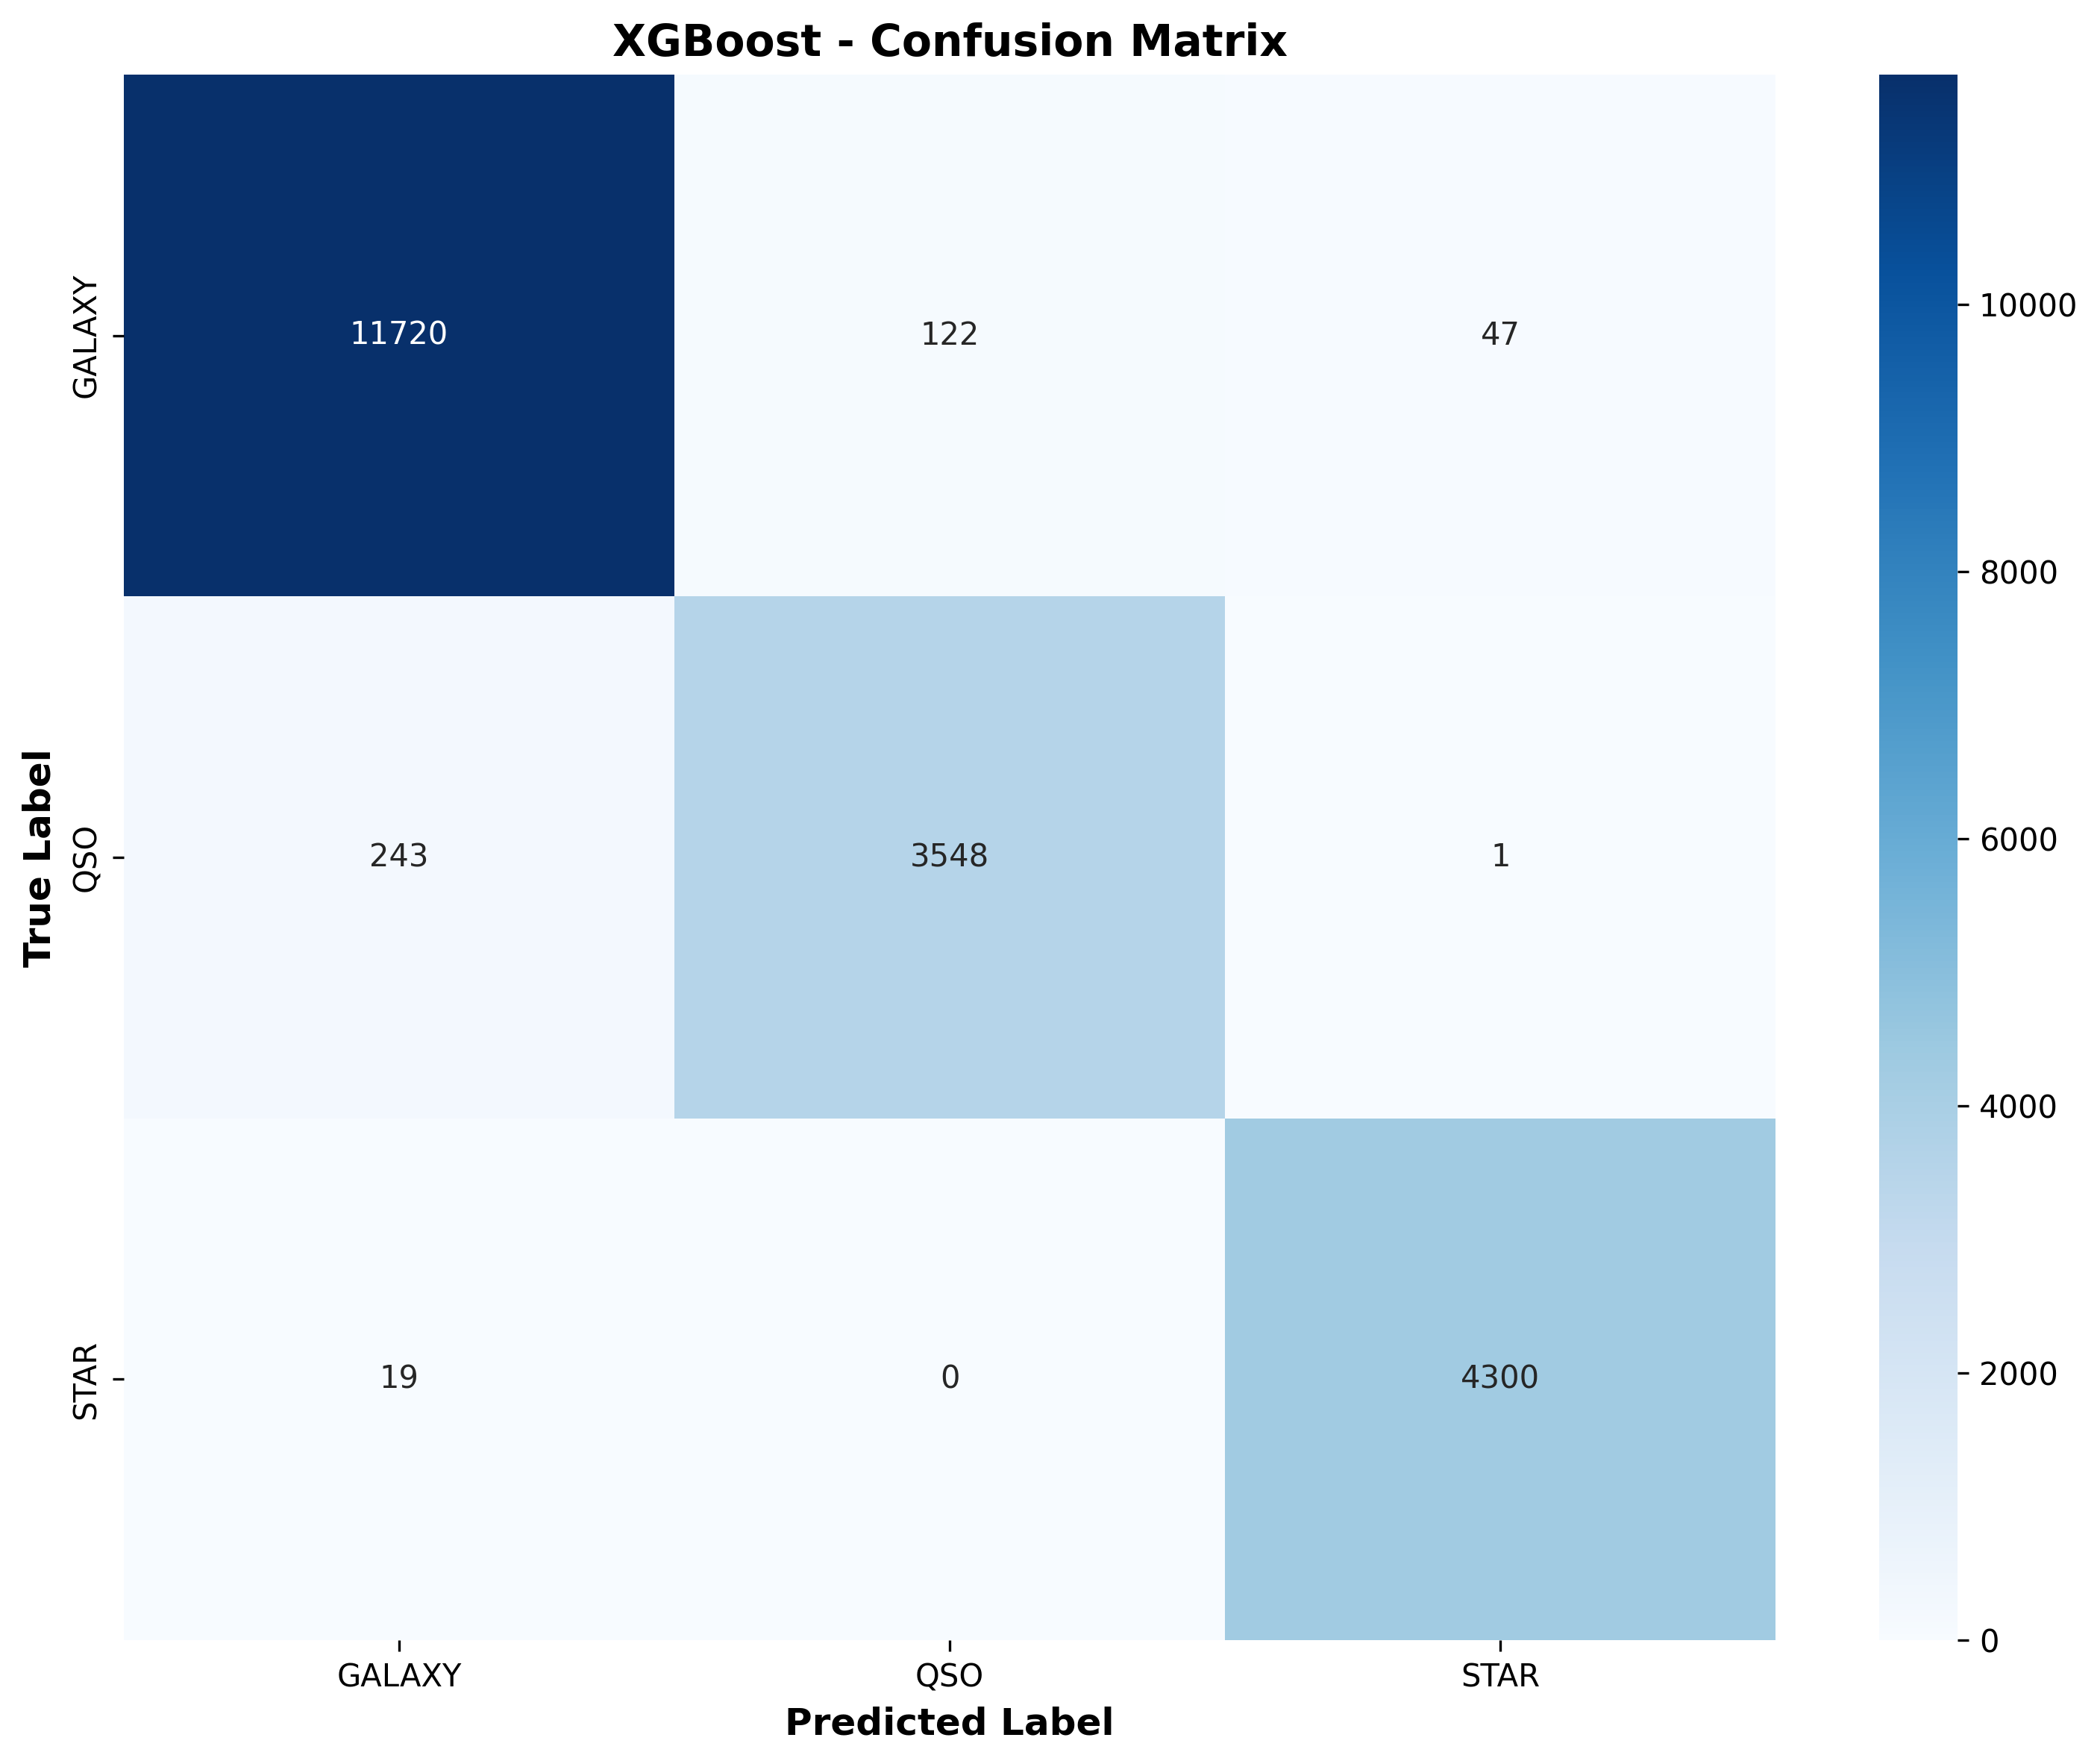 XGBoost - Confusion Matrix
True Label
GALAXY
11720 122 47
QSO
243 3548 1
STAR
19 0 4300
GALAXY QSO STAR
Predicted Label
10000
8000
6000
4000
2000
0